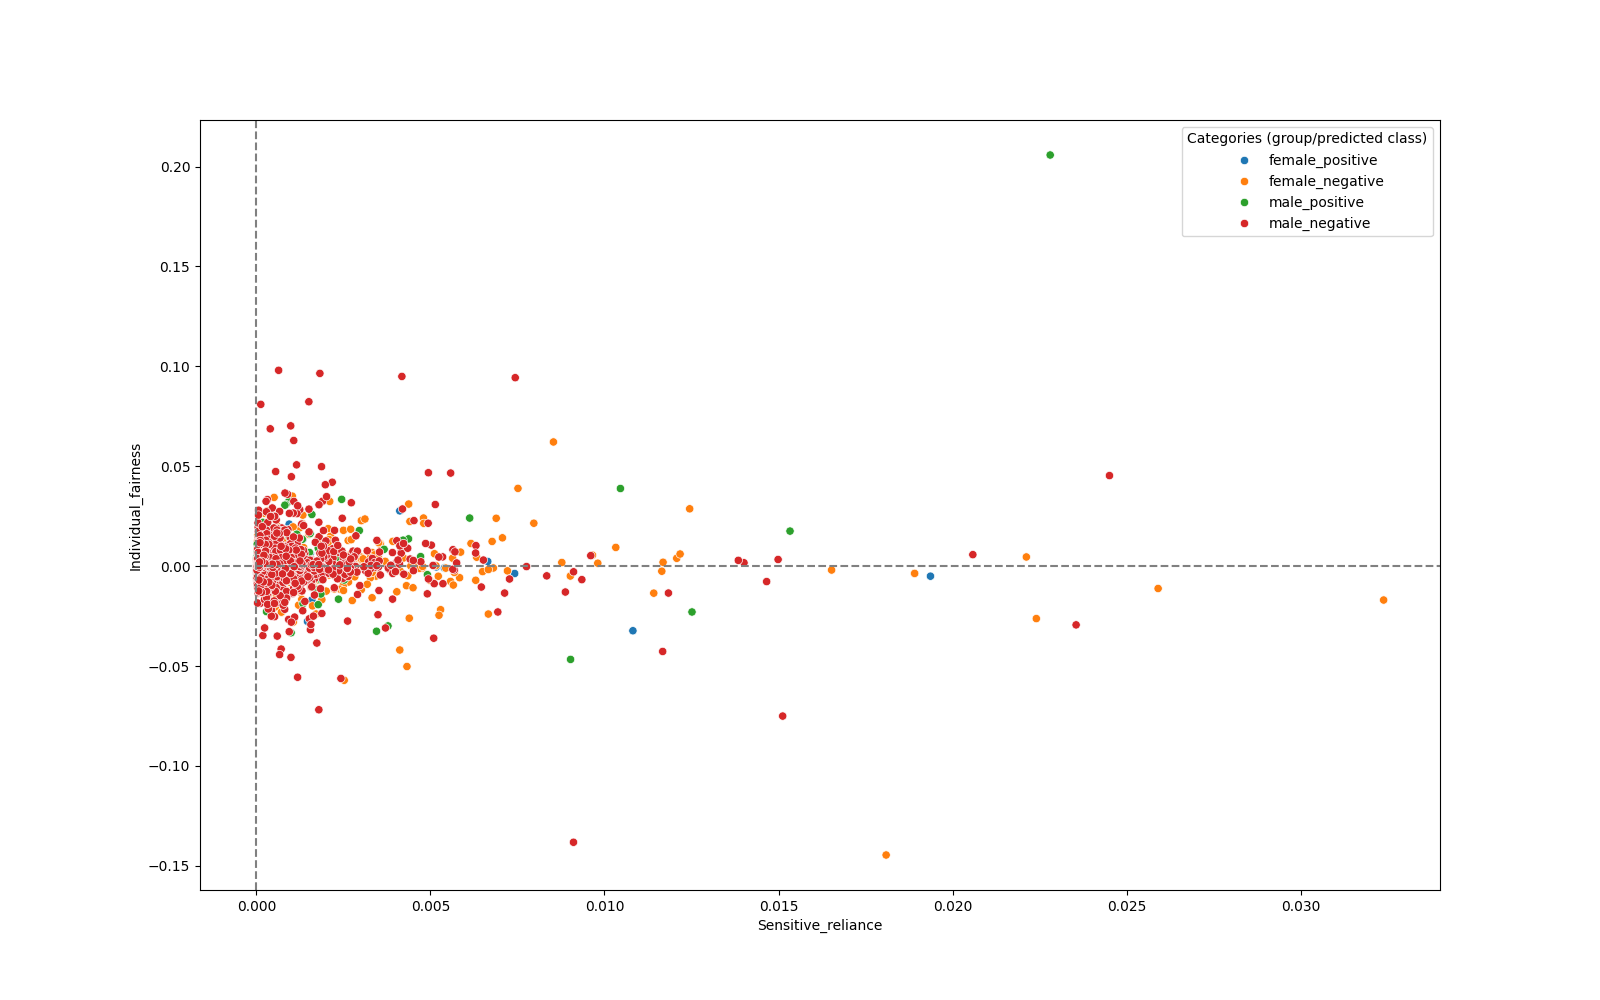 Categories (group/predicted class)
female_positive
female_negative
male_positive
male_negative
0.20
0.15
0.10
0.05
0.00
−0.05
−0.10
−0.15
Individual_fairness
0.000 0.005 0.010 0.015 0.020 0.025 0.030
Sensitive_reliance